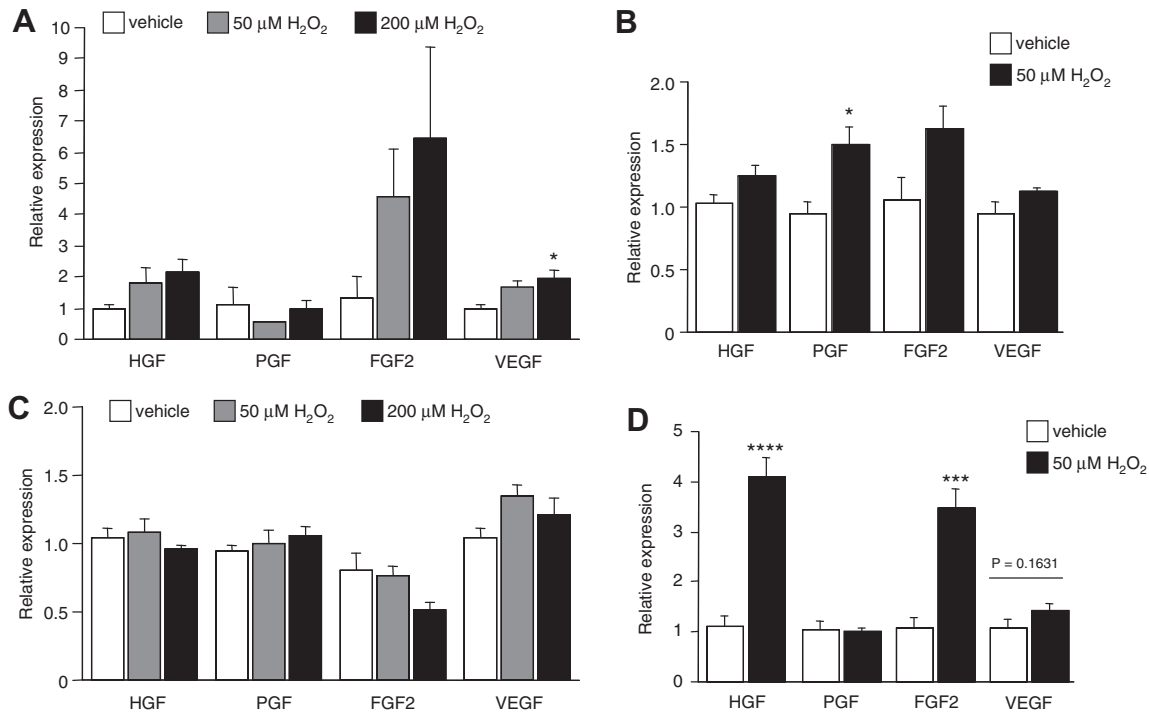 A
vehicle 50 μM H₂O₂ 200 μM H₂O₂
Relative expression
10
9
8
7
6
5
4
3
2
1
0
*
HGF PGF FGF2 VEGF
B
vehicle
50 μM H₂O₂
Relative expression
2.0
1.5
1.0
0.5
0
*
HGF PGF FGF2 VEGF
C
vehicle 50 μM H₂O₂ 200 μM H₂O₂
Relative expression
2.0
1.5
1.0
0.5
0
HGF PGF FGF2 VEGF
D
vehicle
50 μM H₂O₂
Relative expression
5
4
3
2
1
0
****
***
P = 0.1631
HGF PGF FGF2 VEGF